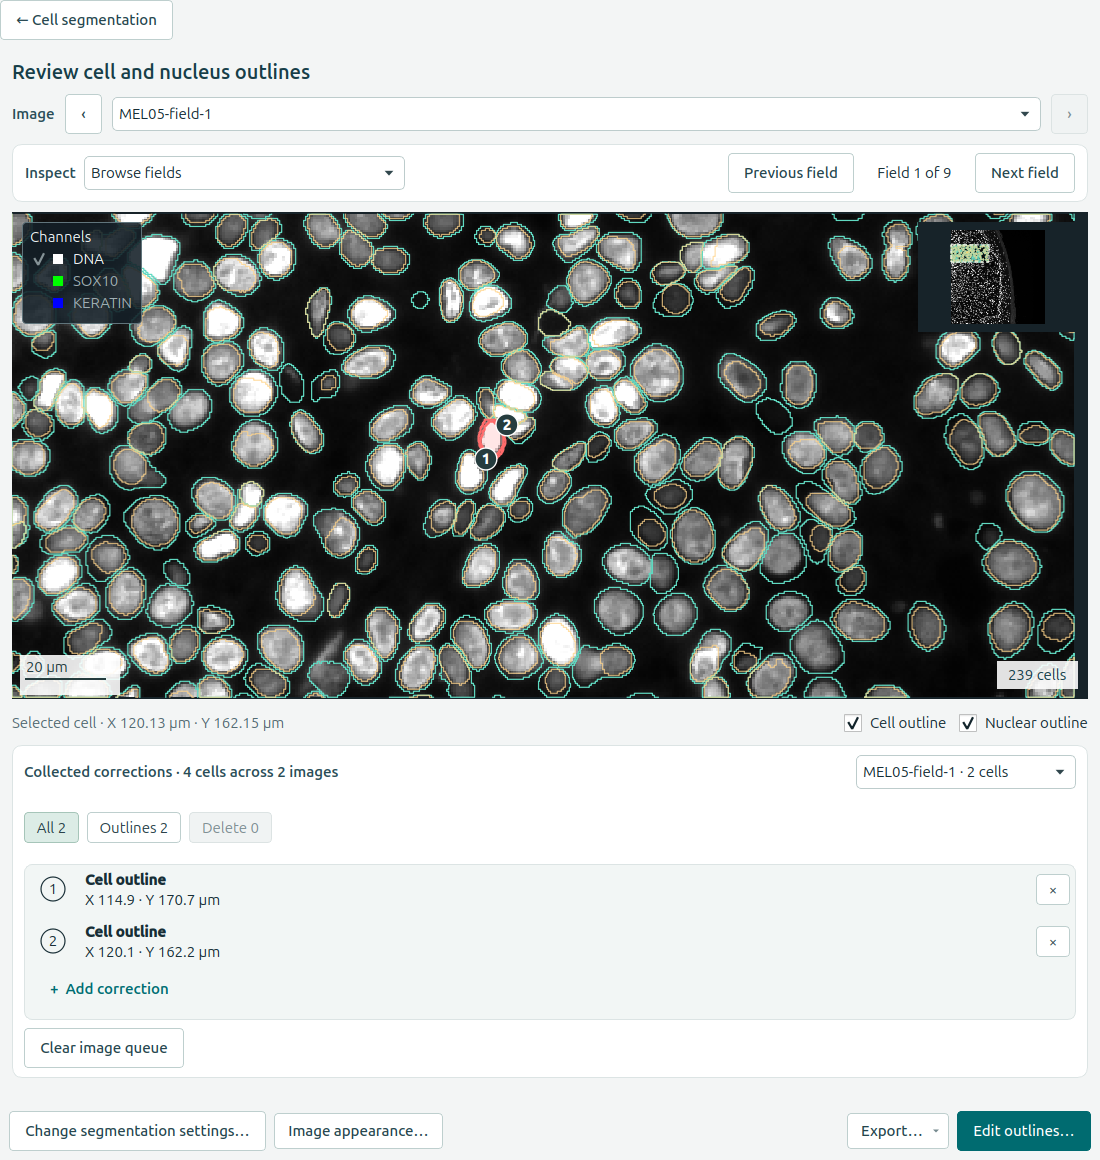 ← Cell segmentation
Review cell and nucleus outlines
Image ‹ MEL05-field-1 ›
Inspect Browse fields Previous field Field 1 of 9 Next field
Channels
✓ DNA
SOX10
KERATIN
2
1
20 µm
239 cells
Selected cell · X 120.13 µm · Y 162.15 µm
Cell outline Nuclear outline
Collected corrections · 4 cells across 2 images
MEL05-field-1 · 2 cells
All 2 Outlines 2 Delete 0
1 Cell outline ×
X 114.9 · Y 170.7 µm
2 Cell outline ×
X 120.1 · Y 162.2 µm
+ Add correction
Clear image queue
Change segmentation settings... Image appearance... Export... Edit outlines...